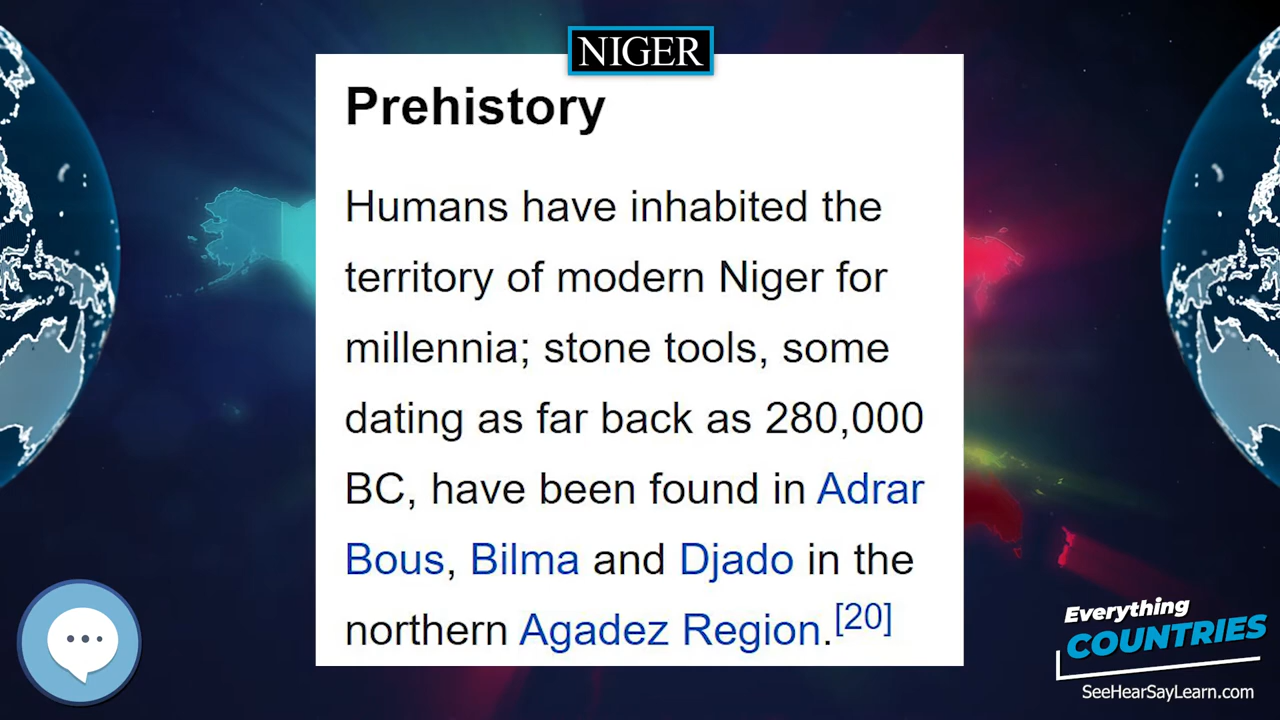 NIGER
Prehistory
Humans have inhabited the
territory of modern Niger for
millennia; stone tools, some
dating as far back as 280,000
BC, have been found in Adrar
Bous, Bilma and Djado in the
northern Agadez Region.[20]
Everything
COUNTRIES
SeeHearSayLearn.com